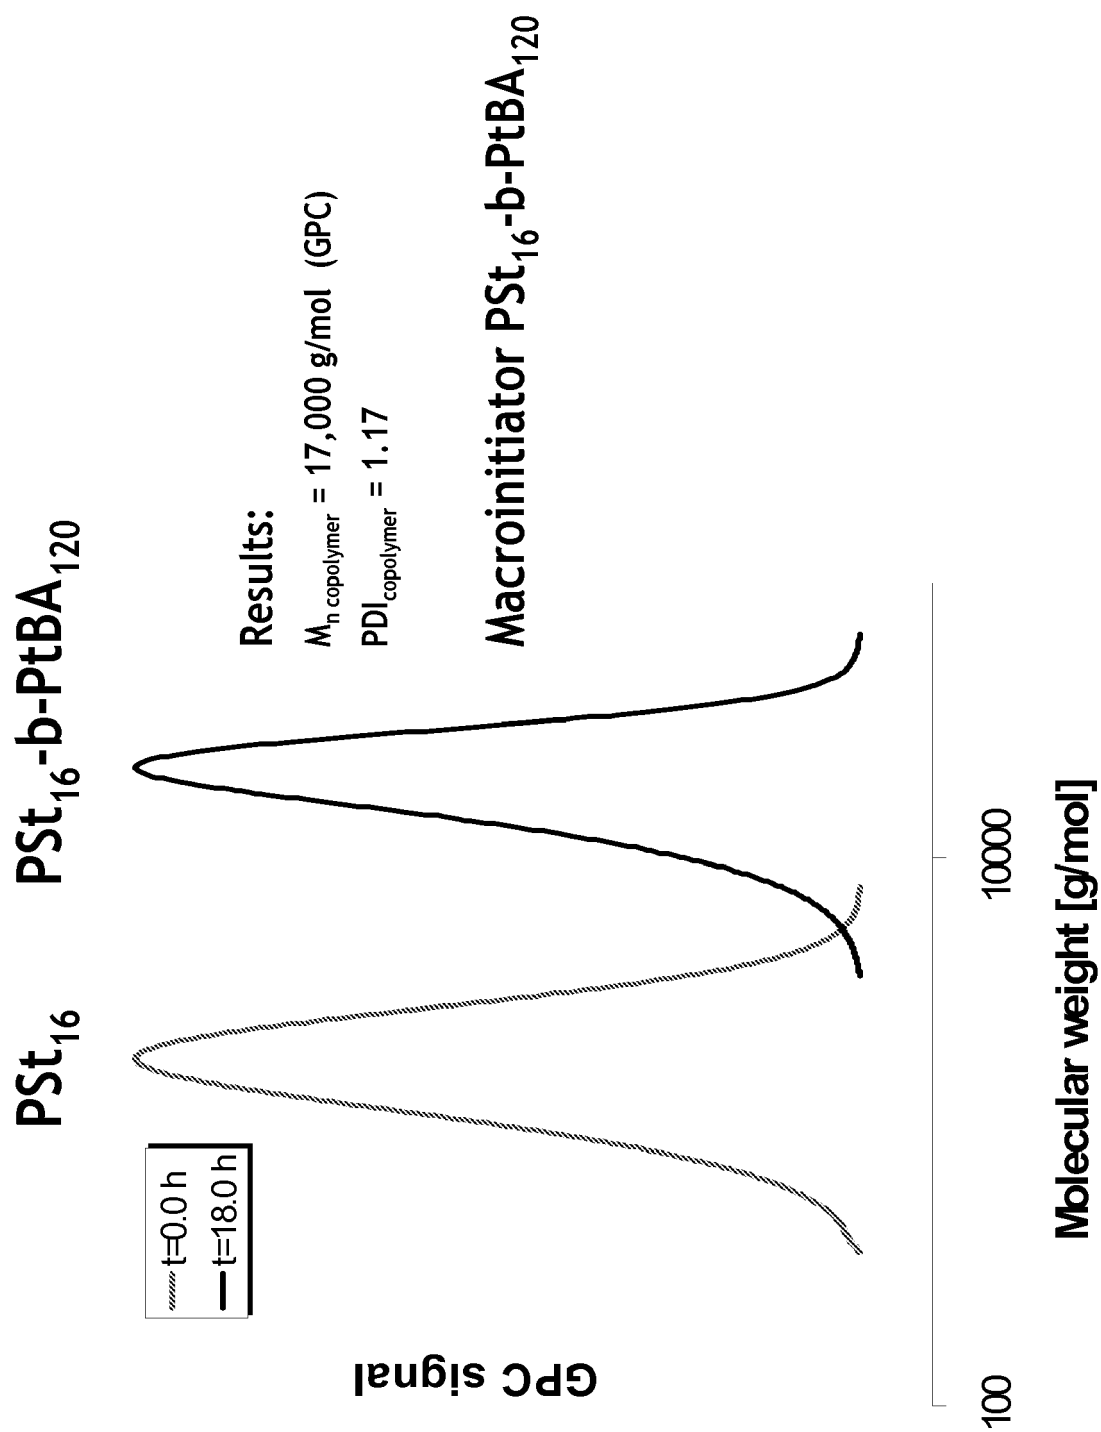 PSt16
PSt16-b-PtBA120
t=0.0 h
t=18.0 h
Results:
Mn copolymer = 17,000 g/mol (GPC)
PDIcopolymer = 1.17
Macroinitiator PSt16-b-PtBA120
GPC signal
100
10000
Molecular weight [g/mol]